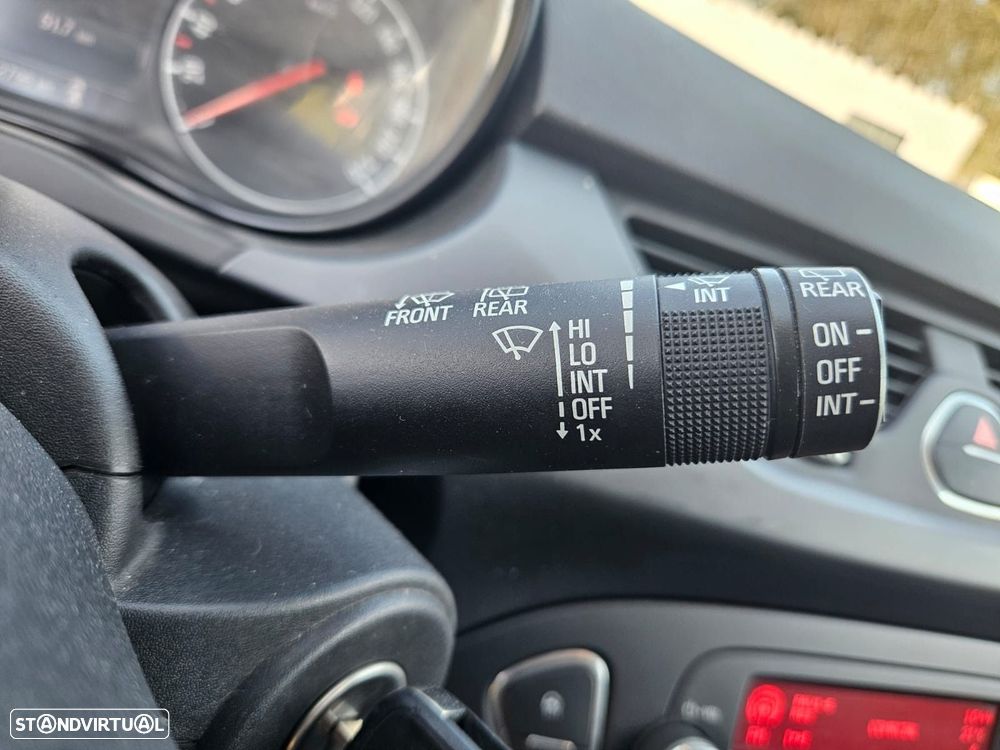 FRONT
REAR
HI
LO
INT
OFF
1x
INT
REAR
ON
OFF
INT
STANDVIRTUAL